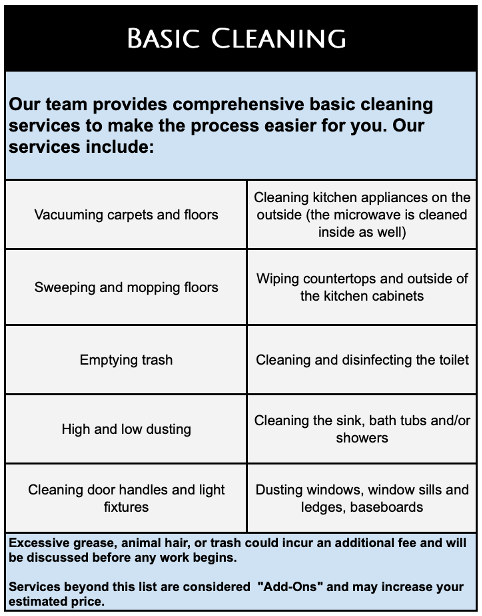 BASIC CLEANING
Our team provides comprehensive basic cleaning
services to make the process easier for you. Our
services include:
Vacuuming carpets and floors
Cleaning kitchen appliances on the
outside (the microwave is cleaned
inside as well)
Sweeping and mopping floors
Wiping countertops and outside of
the kitchen cabinets
Emptying trash
Cleaning and disinfecting the toilet
High and low dusting
Cleaning the sink, bath tubs and/or
showers
Cleaning door handles and light
fixtures
Dusting windows, window sills and
ledges, baseboards
Excessive grease, animal hair, or trash could incur an additional fee and will
be discussed before any work begins.
Services beyond this list are considered  "Add-Ons" and may increase your
estimated price.